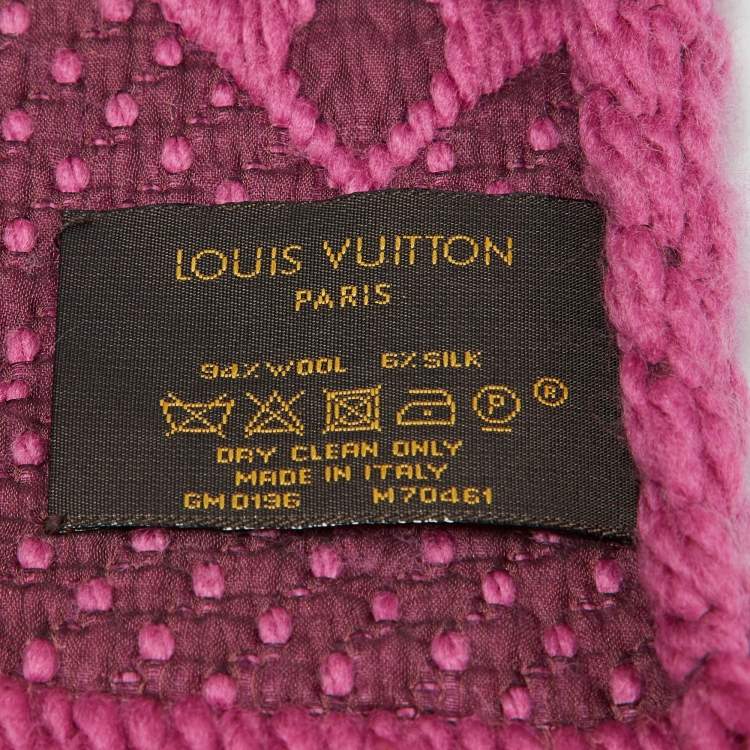 LOUIS VUITTON
PARIS
94% WOOL 6% SILK
P ®
DRY CLEAN ONLY
MADE IN ITALY
GM0196 M70461